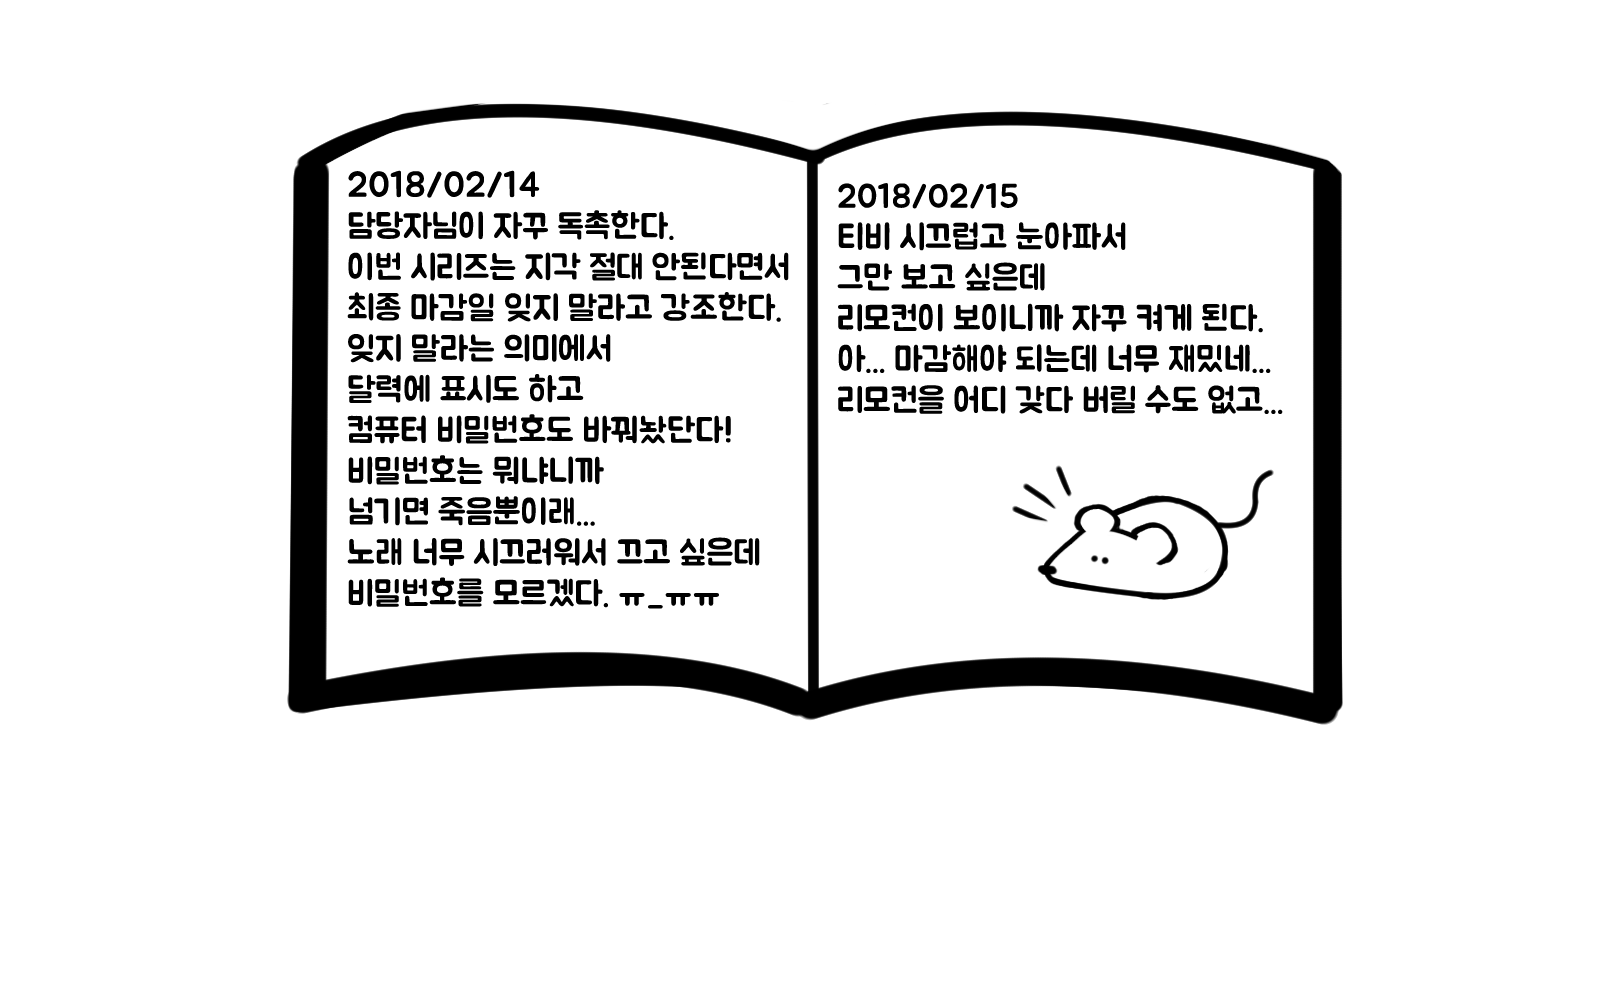 2018/02/14
담당자님이 자꾸 독촉한다.
이번 시리즈는 지각 절대 안된다면서
최종 마감일 잊지 말라고 강조한다.
잊지 말라는 의미에서
달력에 표시도 하고
컴퓨터 비밀번호도 바꿔놨단다!
비밀번호는 뭐냐니까
넘기면 죽음뿐이래...
노래 너무 시끄러워서 끄고 싶은데
비밀번호를 모르겠다. ㅠ_ㅠㅠ
2018/02/15
티비 시끄럽고 눈아파서
그만 보고 싶은데
리모컨이 보이니까 자꾸 켜게 된다.
아... 마감해야 되는데 너무 재밌네...
리모컨을 어디 갖다 버릴 수도 없고...